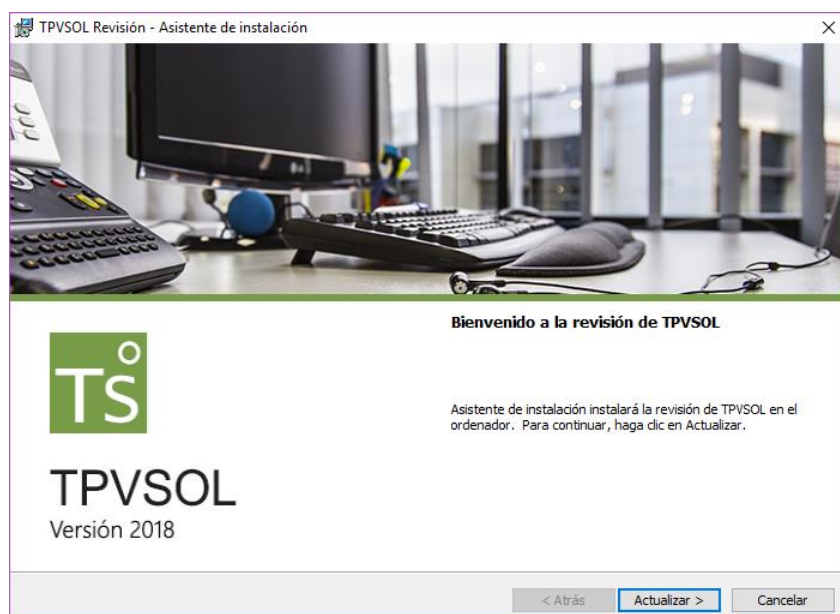 TPVSOL Revisión - Asistente de instalación
Bienvenido a la revisión de TPVSOL
Asistente de instalación instalará la revisión de TPVSOL en el
ordenador. Para continuar, haga clic en Actualizar.
TS
TPVSOL
Versión 2018
< Atrás
Actualizar >
Cancelar